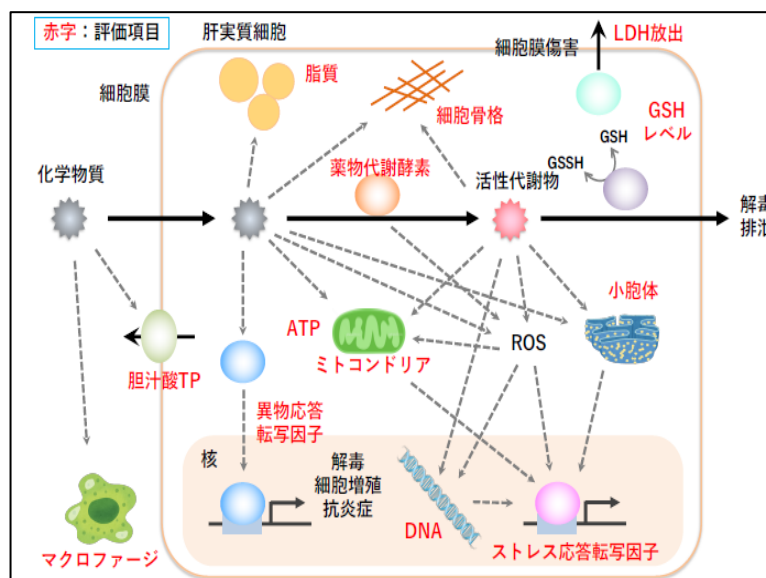 赤字：評価項目
肝実質細胞
細胞膜傷害
LDH放出
脂質
細胞膜
細胞骨格
GSH
レベル
GSH
GSSH
化学物質
薬物代謝酵素
活性代謝物
解毒
排泄
小胞体
ATP
ミトコンドリア
ROS
胆汁酸TP
異物応答
転写因子
核
解毒
細胞増殖
抗炎症
DNA
ストレス応答転写因子
マクロファージ